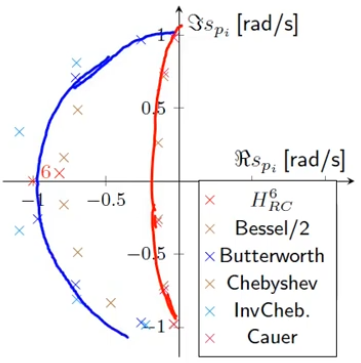 1
ℑs_{p_i} [rad/s]
0.5
ℜs_{p_i} [rad/s]
6
−1 −0.5
H^6_{RC}
Bessel/2
−0.5
Butterworth
Chebyshev
InvCheb.
−1
Cauer